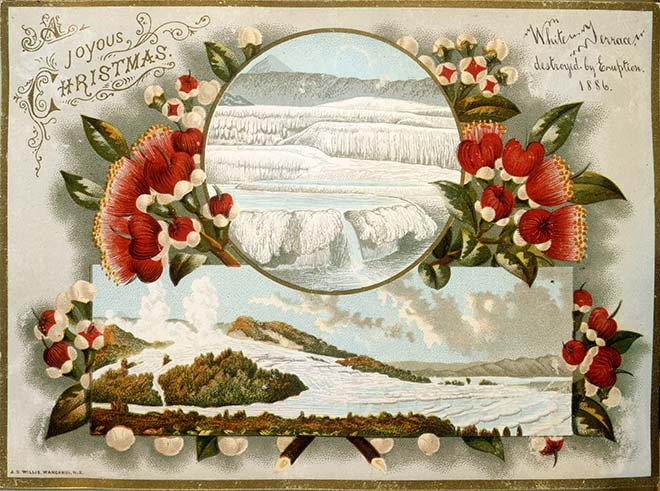 A
JOYOUS
CHRISTMAS.
White Terrace,
destroyed by Eruption.
1886.
J. S. WILLIS, WANGANUI, N.Z.